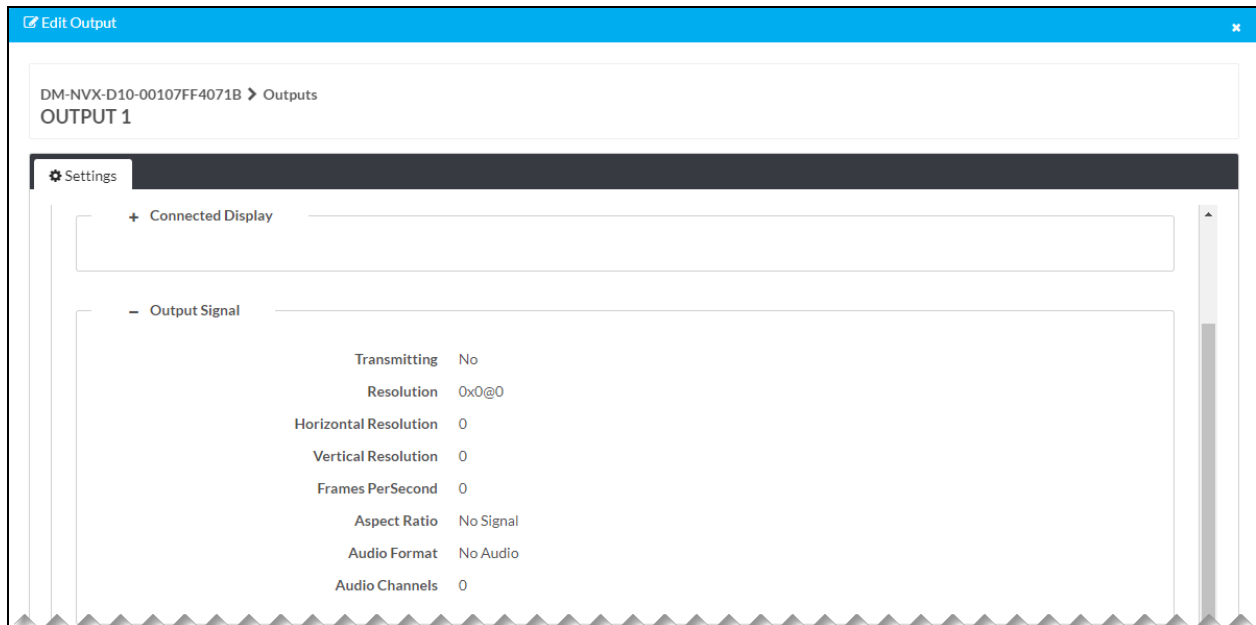 Edit Output
DM-NVX-D10-00107FF4071B > Outputs
OUTPUT 1
Settings
+ Connected Display
– Output Signal
Transmitting No
Resolution 0x0@0
Horizontal Resolution 0
Vertical Resolution 0
Frames PerSecond 0
Aspect Ratio No Signal
Audio Format No Audio
Audio Channels 0